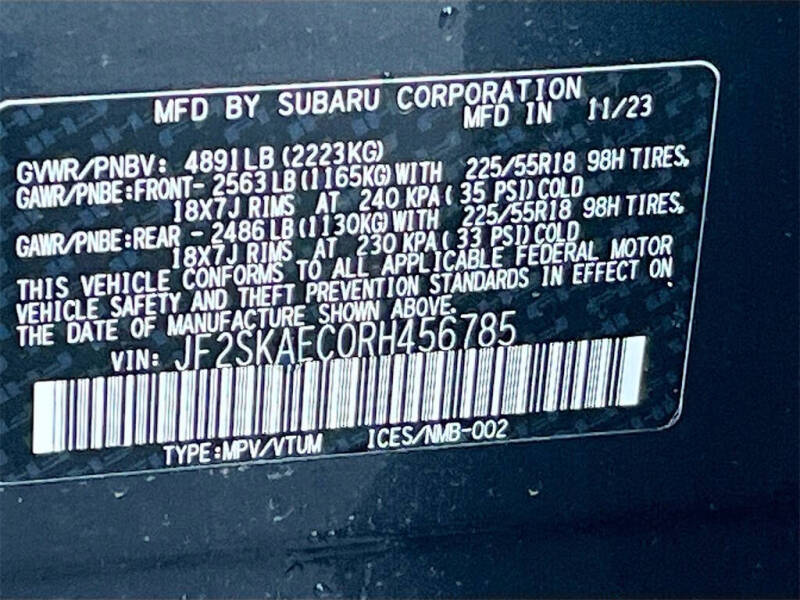 MFD BY SUBARU CORPORATION
MFD IN 11/23
GVWR/PNBV: 4891LB (2223KG)
GAWR/PNBE:FRONT- 2563LB (1165KG) WITH 225/55R18 98H TIRES,
18X7J RIMS AT 240 KPA ( 35 PSI) COLD
GAWR/PNBE:REAR - 2486LB (1130KG) WITH 225/55R18 98H TIRES,
18X7J RIMS AT 230 KPA ( 33 PSI) COLD
THIS VEHICLE CONFORMS TO ALL APPLICABLE FEDERAL MOTOR
VEHICLE SAFETY AND THEFT PREVENTION STANDARDS IN EFFECT ON
THE DATE OF MANUFACTURE SHOWN ABOVE.
VIN: JF2SKAEC0RH456785
TYPE:MPV/VTUM ICES/NMB-002